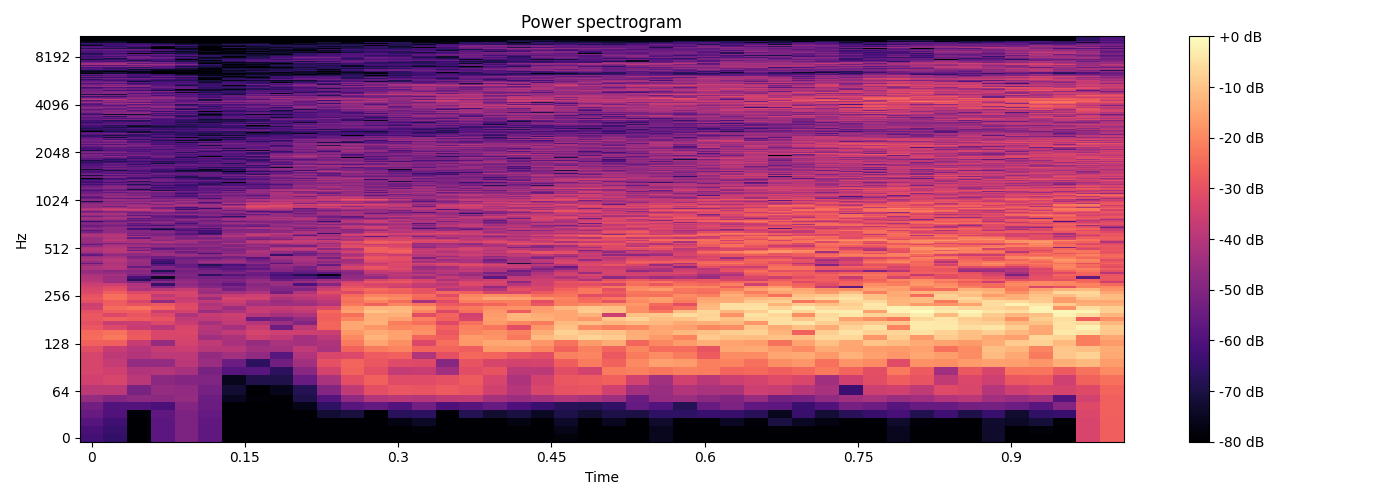 Power spectrogram
Hz
8192
4096
2048
1024
512
256
128
64
0
0
0.15
0.3
0.45
0.6
0.75
0.9
Time
+0 dB
-10 dB
-20 dB
-30 dB
-40 dB
-50 dB
-60 dB
-70 dB
-80 dB